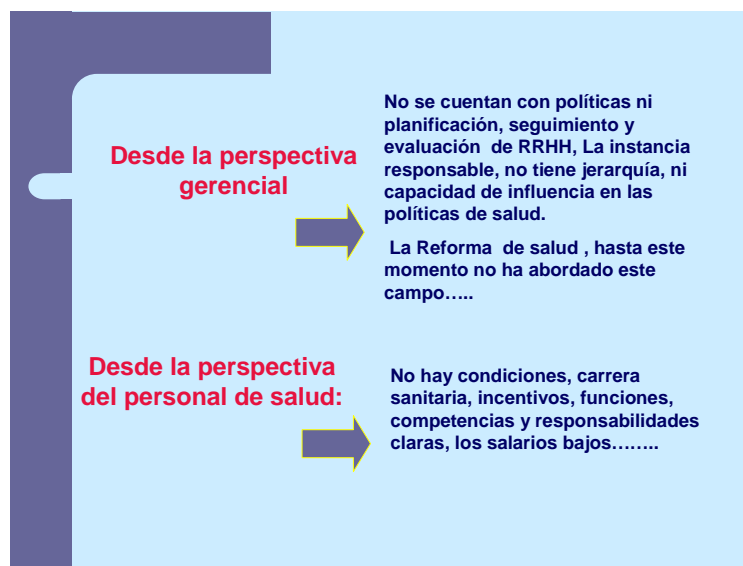 Desde la perspectiva
gerencial
No se cuentan con políticas ni
planificación, seguimiento y
evaluación de RRHH, La instancia
responsable, no tiene jerarquía, ni
capacidad de influencia en las
políticas de salud.
La Reforma de salud , hasta este
momento no ha abordado este
campo…..
Desde la perspectiva
del personal de salud:
No hay condiciones, carrera
sanitaria, incentivos, funciones,
competencias y responsabilidades
claras, los salarios bajos……..